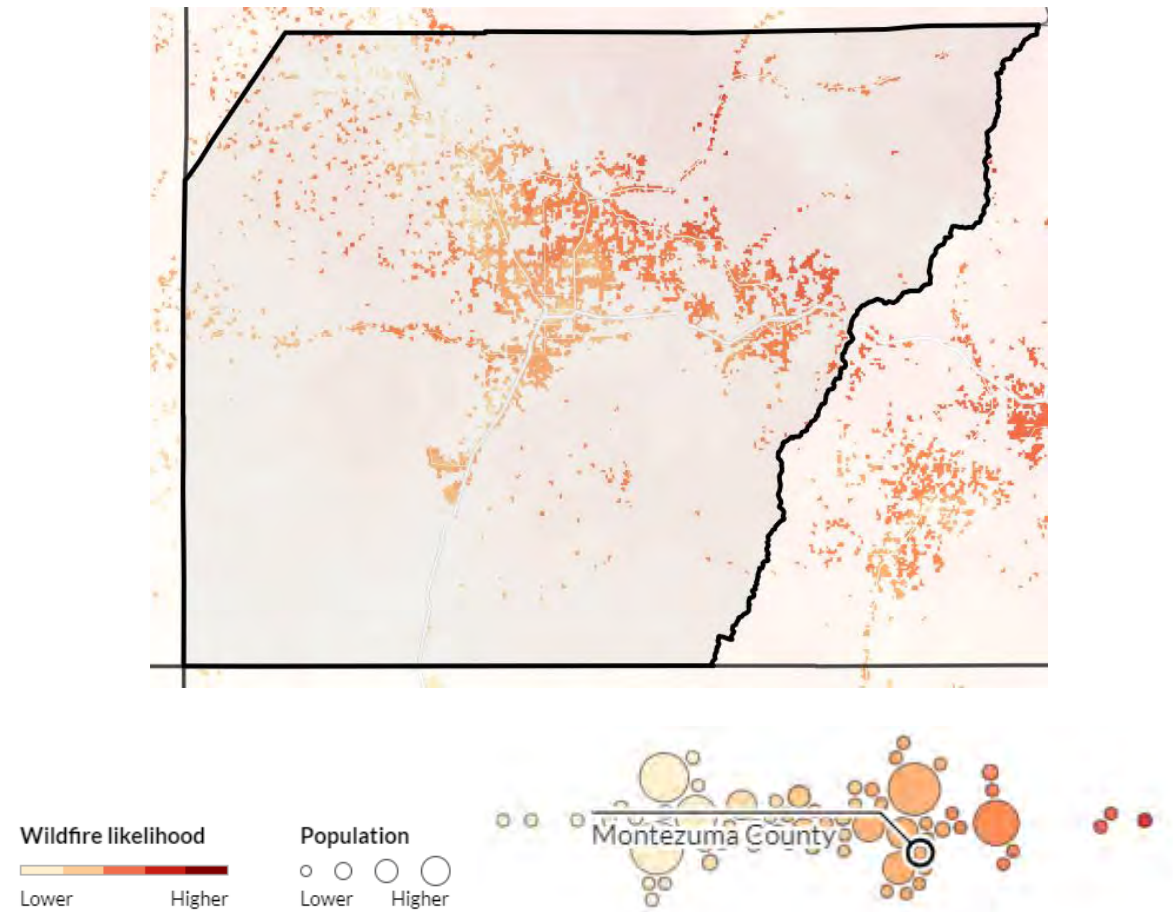 Montezuma County
Wildfire likelihood
Lower Higher
Population
Lower Higher